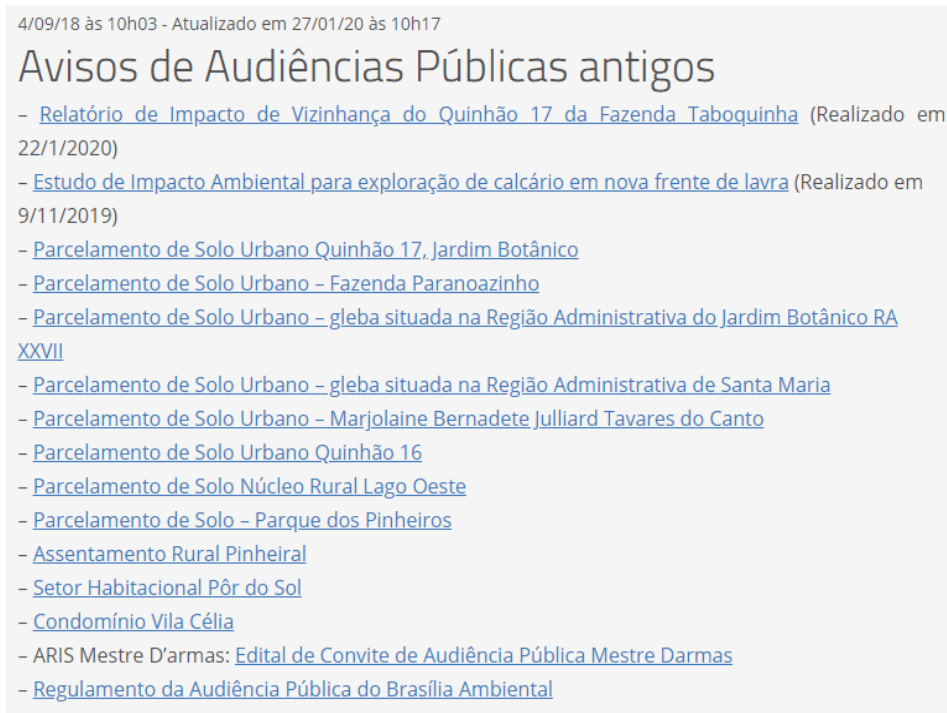 4/09/18 às 10h03 - Atualizado em 27/01/20 às 10h17
Avisos de Audiências Públicas antigos
– Relatório de Impacto de Vizinhança do Quinhão 17 da Fazenda Taboquinha (Realizado em
22/1/2020)
– Estudo de Impacto Ambiental para exploração de calcário em nova frente de lavra (Realizado em
9/11/2019)
– Parcelamento de Solo Urbano Quinhão 17, Jardim Botânico
– Parcelamento de Solo Urbano – Fazenda Paranoazinho
– Parcelamento de Solo Urbano – gleba situada na Região Administrativa do Jardim Botânico RA
XXVII
– Parcelamento de Solo Urbano – gleba situada na Região Administrativa de Santa Maria
– Parcelamento de Solo Urbano – Marjolaine Bernadete Julliard Tavares do Canto
– Parcelamento de Solo Urbano Quinhão 16
– Parcelamento de Solo Núcleo Rural Lago Oeste
– Parcelamento de Solo – Parque dos Pinheiros
– Assentamento Rural Pinheiral
– Setor Habitacional Pôr do Sol
– Condomínio Vila Célia
– ARIS Mestre D’armas: Edital de Convite de Audiência Pública Mestre Darmas
– Regulamento da Audiência Pública do Brasília Ambiental